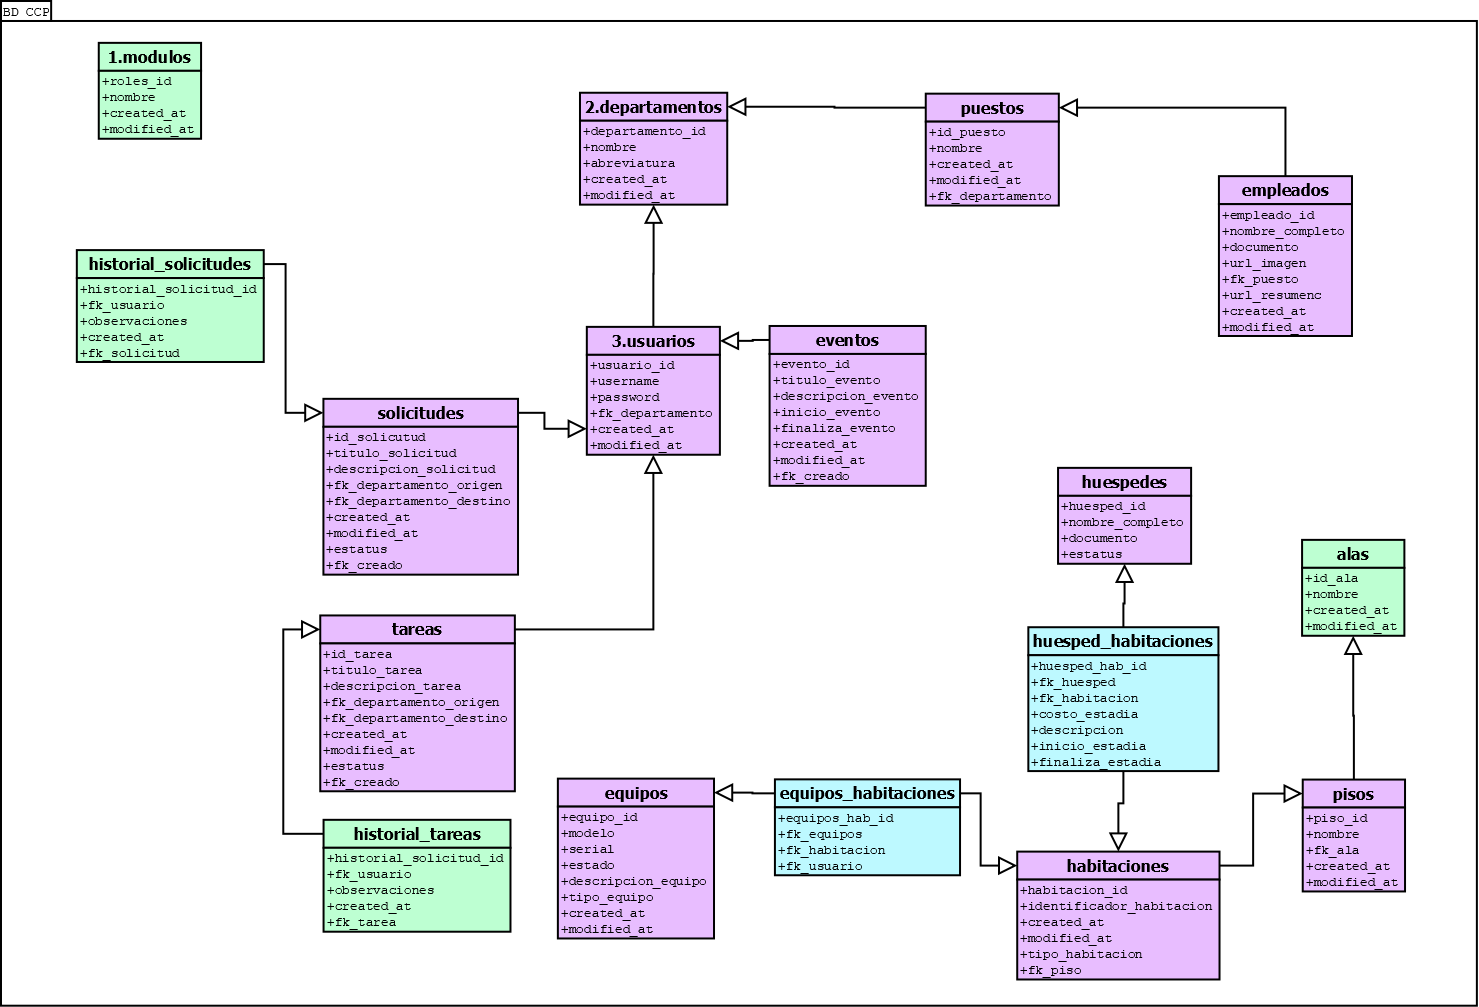 BD CCP
1.modulos
+roles_id
+nombre
+created_at
+modified_at
2.departamentos
+departamento_id
+nombre
+abreviatura
+created_at
+modified_at
puestos
+id_puesto
+nombre
+created_at
+modified_at
+fk_departamento
empleados
+empleado_id
+nombre_completo
+documento
+url_imagen
+fk_puesto
+url_resumenc
+created_at
+modified_at
historial_solicitudes
+historial_solicitud_id
+fk_usuario
+observaciones
+created_at
+fk_solicitud
3.usuarios
+usuario_id
+username
+password
+fk_departamento
+created_at
+modified_at
eventos
+evento_id
+titulo_evento
+descripcion_evento
+inicio_evento
+finaliza_evento
+created_at
+modified_at
+fk_creado
solicitudes
+id_solicutud
+titulo_solicitud
+descripcion_solicitud
+fk_departamento_origen
+fk_departamento_destino
+created_at
+modified_at
+estatus
+fk_creado
huespedes
+huesped_id
+nombre_completo
+documento
+estatus
alas
+id_ala
+nombre
+created_at
+modified_at
tareas
+id_tarea
+titulo_tarea
+descripcion_tarea
+fk_departamento_origen
+fk_departamento_destino
+created_at
+modified_at
+estatus
+fk_creado
huesped_habitaciones
+huesped_hab_id
+fk_huesped
+fk_habitacion
+costo_estadia
+descripcion
+inicio_estadia
+finaliza_estadia
equipos
+equipo_id
+modelo
+serial
+estado
+descripcion_equipo
+tipo_equipo
+created_at
+modified_at
equipos_habitaciones
+equipos_hab_id
+fk_equipos
+fk_habitacion
+fk_usuario
pisos
+piso_id
+nombre
+fk_ala
+created_at
+modified_at
historial_tareas
+historial_solicitud_id
+fk_usuario
+observaciones
+created_at
+fk_tarea
habitaciones
+habitacion_id
+identificador_habitacion
+created_at
+modified_at
+tipo_habitacion
+fk_piso